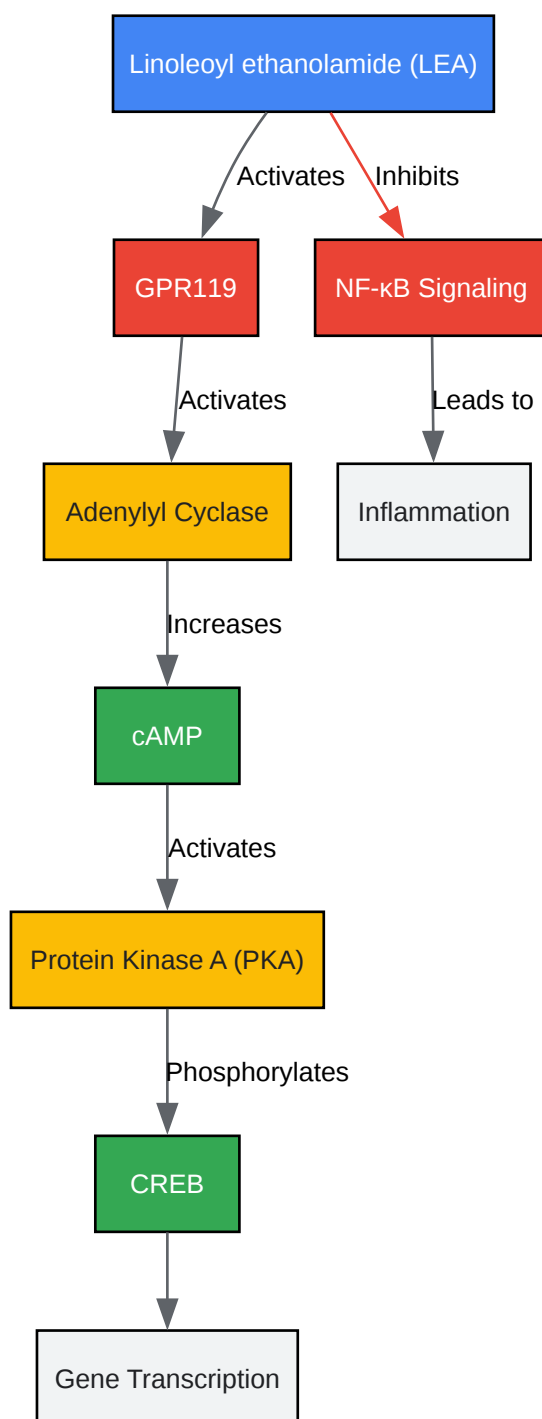 Linoleoyl ethanolamide (LEA)
Activates
Inhibits
GPR119
NF-κB Signaling
Activates
Leads to
Adenylyl Cyclase
Inflammation
Increases
cAMP
Activates
Protein Kinase A (PKA)
Phosphorylates
CREB
Gene Transcription